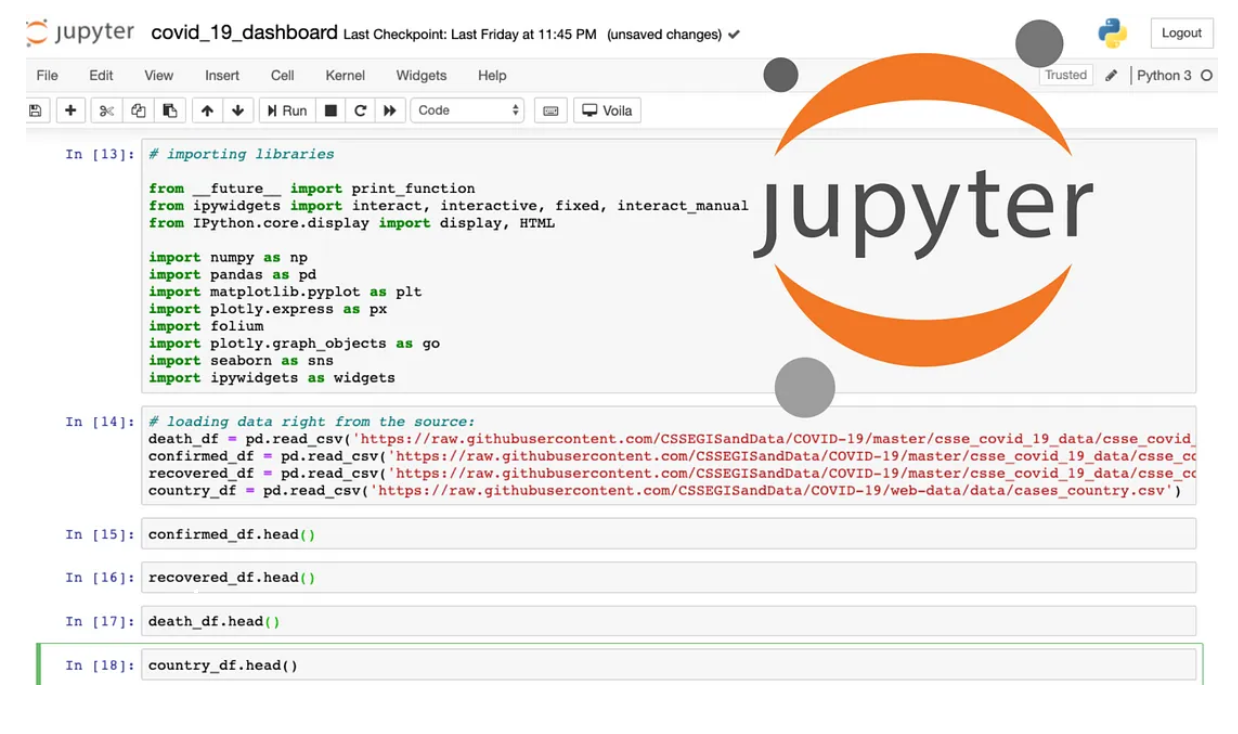 jupyter covid_19_dashboard Last Checkpoint: Last Friday at 11:45 PM (unsaved changes) Logout
File Edit View Insert Cell Kernel Widgets Help Trusted Python 3
Run Code Voila
In [13]: # importing libraries
from __future__ import print_function
from ipywidgets import interact, interactive, fixed, interact_manual
from IPython.core.display import display, HTML
import numpy as np
import pandas as pd
import matplotlib.pyplot as plt
import plotly.express as px
import folium
import plotly.graph_objects as go
import seaborn as sns
import ipywidgets as widgets
jupyter
In [14]: # loading data right from the source:
death_df = pd.read_csv('https://raw.githubusercontent.com/CSSEGISandData/COVID-19/master/csse_covid_19_data/csse_covid_
confirmed_df = pd.read_csv('https://raw.githubusercontent.com/CSSEGISandData/COVID-19/master/csse_covid_19_data/csse_co
recovered_df = pd.read_csv('https://raw.githubusercontent.com/CSSEGISandData/COVID-19/master/csse_covid_19_data/csse_co
country_df = pd.read_csv('https://raw.githubusercontent.com/CSSEGISandData/COVID-19/web-data/data/cases_country.csv')
In [15]: confirmed_df.head()
In [16]: recovered_df.head()
In [17]: death_df.head()
In [18]: country_df.head()